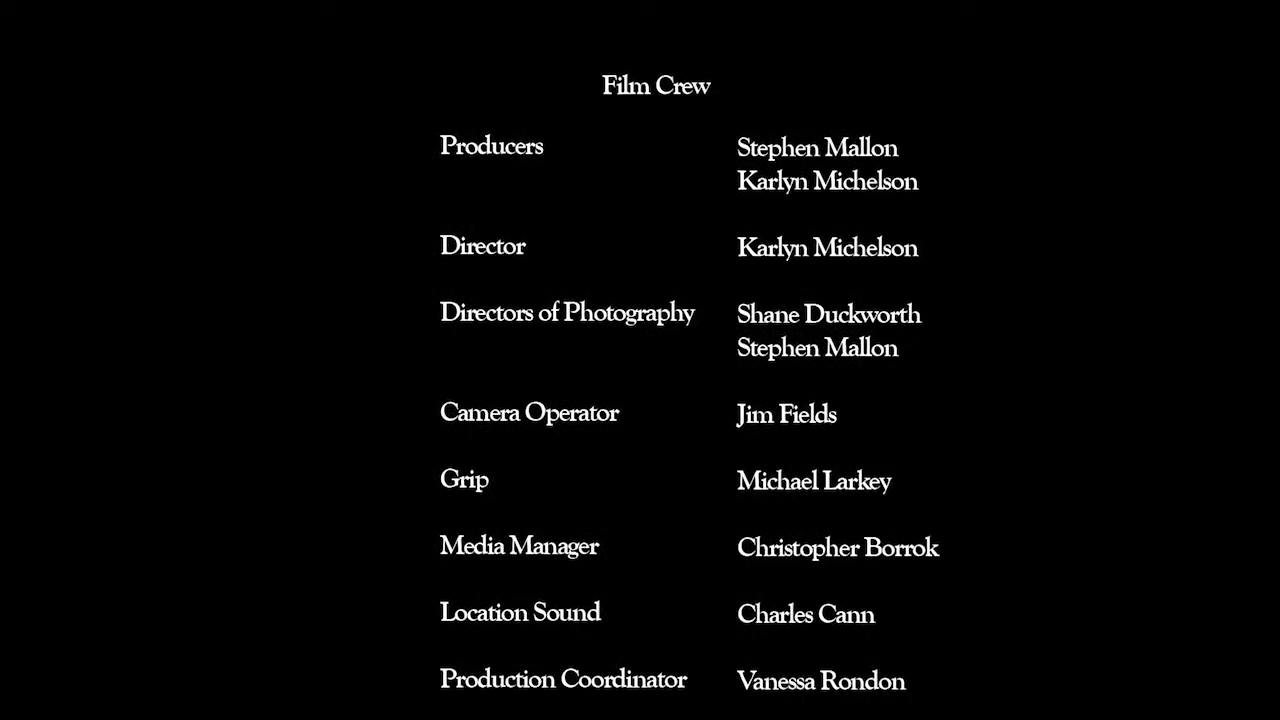 Film Crew
Producers Stephen Mallon
Karlyn Michelson
Director Karlyn Michelson
Directors of Photography Shane Duckworth
Stephen Mallon
Camera Operator Jim Fields
Grip Michael Larkey
Media Manager Christopher Borrok
Location Sound Charles Cann
Production Coordinator Vanessa Rondon